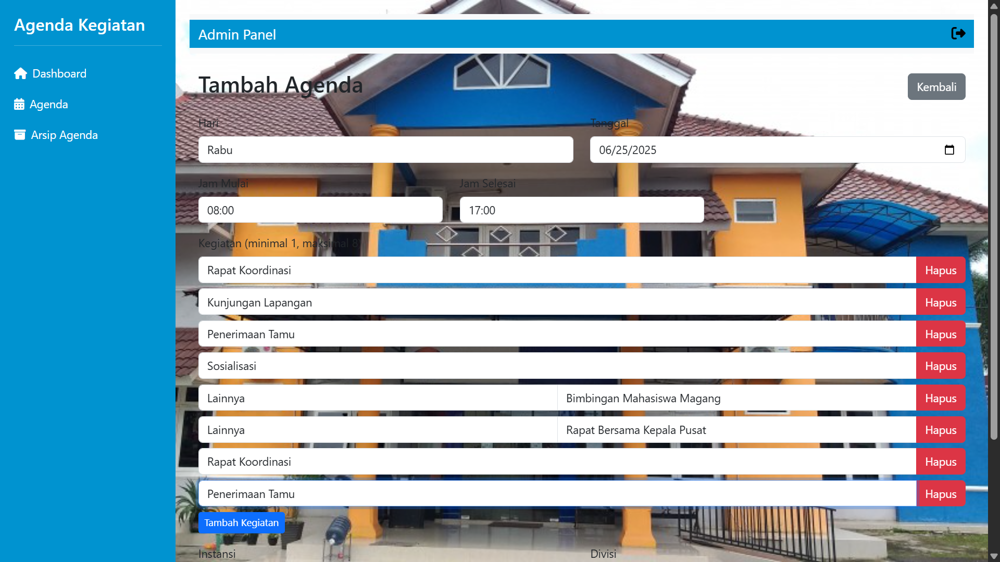 Agenda Kegiatan
Dashboard
Agenda
Arsip Agenda
Admin Panel
Tambah Agenda
Kembali
Hari
Tanggal
Rabu
06/25/2025
Jam Mulai
Jam Selesai
08:00
17:00
Kegiatan (minimal 1, maksimal 8)
Rapat Koordinasi Hapus
Kunjungan Lapangan Hapus
Penerimaan Tamu Hapus
Sosialisasi Hapus
Lainnya Bimbingan Mahasiswa Magang Hapus
Lainnya Rapat Bersama Kepala Pusat Hapus
Rapat Koordinasi Hapus
Penerimaan Tamu Hapus
Tambah Kegiatan
Instansi
Divisi